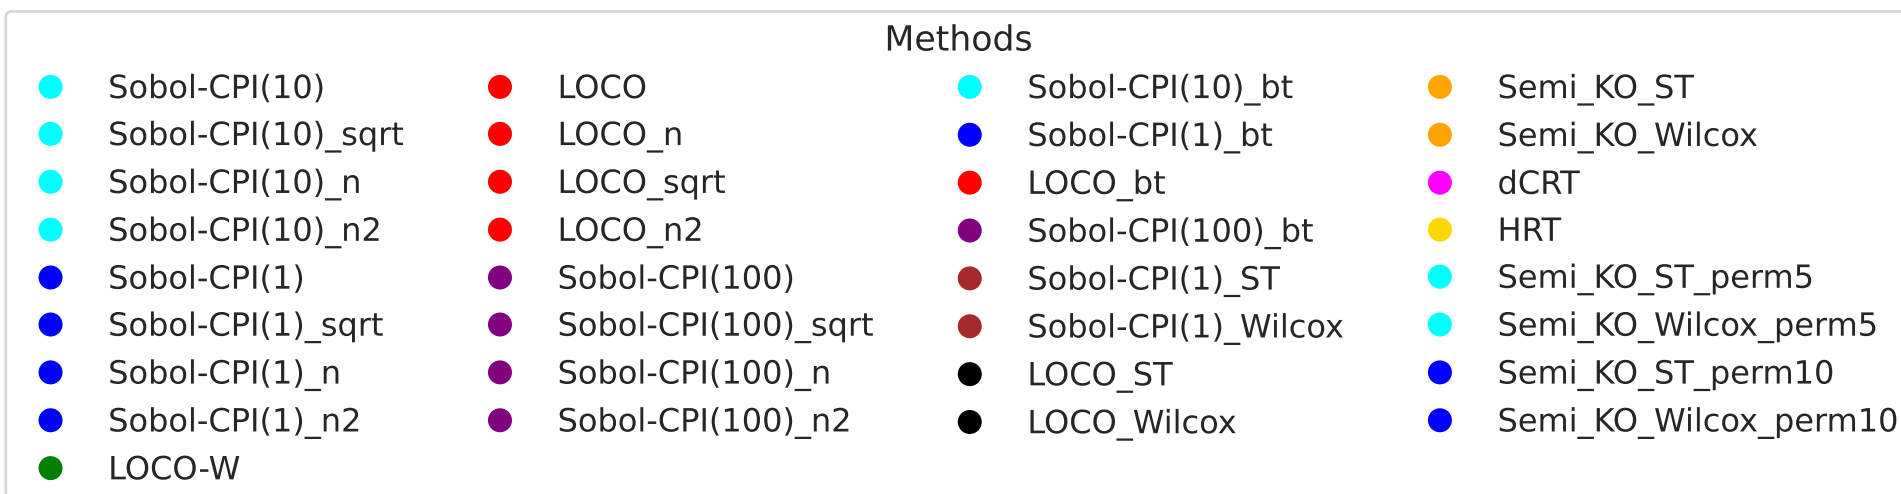 Methods
Sobol-CPI(10)
Sobol-CPI(10)_sqrt
Sobol-CPI(10)_n
Sobol-CPI(10)_n2
Sobol-CPI(1)
Sobol-CPI(1)_sqrt
Sobol-CPI(1)_n
Sobol-CPI(1)_n2
LOCO-W
LOCO
LOCO_n
LOCO_sqrt
LOCO_n2
Sobol-CPI(100)
Sobol-CPI(100)_sqrt
Sobol-CPI(100)_n
Sobol-CPI(100)_n2
Sobol-CPI(10)_bt
Sobol-CPI(1)_bt
LOCO_bt
Sobol-CPI(100)_bt
Sobol-CPI(1)_ST
Sobol-CPI(1)_Wilcox
LOCO_ST
LOCO_Wilcox
Semi_KO_ST
Semi_KO_Wilcox
dCRT
HRT
Semi_KO_ST_perm5
Semi_KO_Wilcox_perm5
Semi_KO_ST_perm10
Semi_KO_Wilcox_perm10